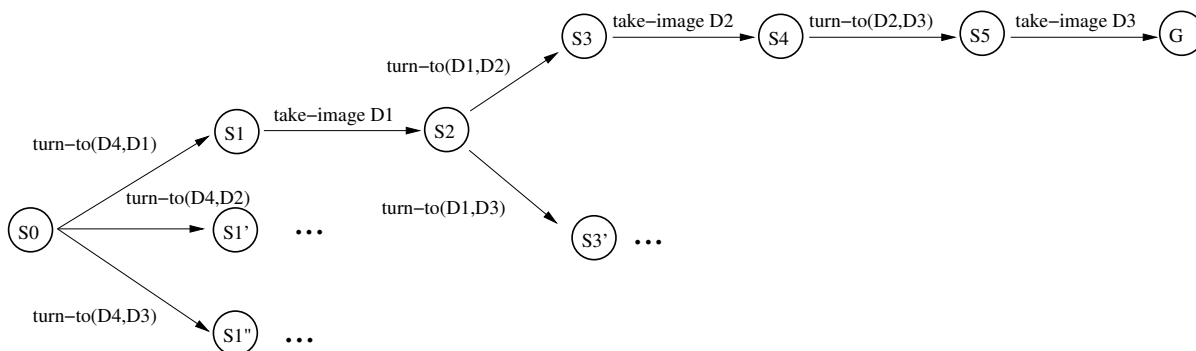 S3
take−image D2
S4
turn−to(D2,D3)
S5
take−image D3
G
turn−to(D1,D2)
turn−to(D4,D1)
S1
take−image D1
S2
turn−to(D4,D2)
turn−to(D1,D3)
S0
S1'
...
S3'
...
turn−to(D4,D3)
S1"
...